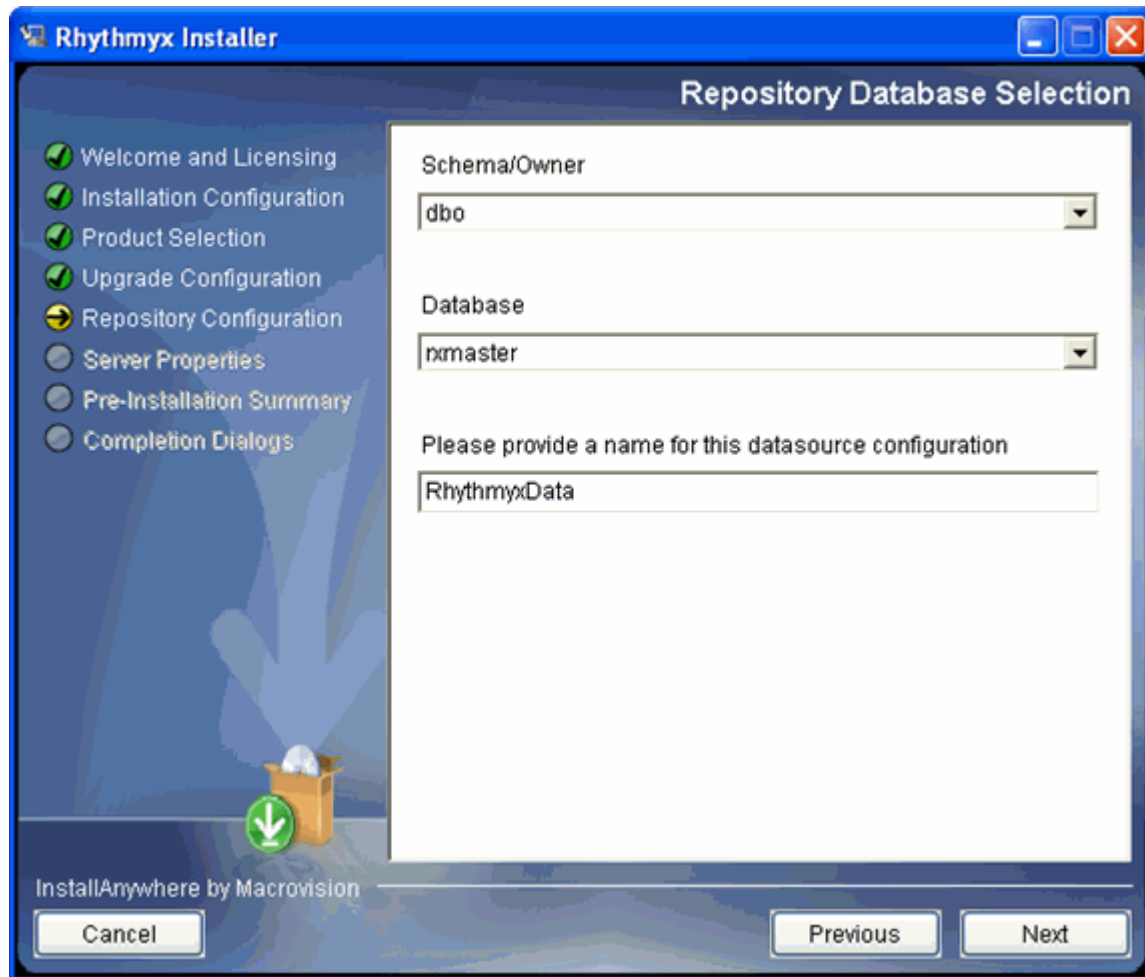 Rhythmyx Installer
Repository Database Selection
Welcome and Licensing
Installation Configuration
Product Selection
Upgrade Configuration
Repository Configuration
Server Properties
Pre-Installation Summary
Completion Dialogs
Schema/Owner
dbo
Database
rxmaster
Please provide a name for this datasource configuration
RhythmyxData
InstallAnywhere by Macrovision
Cancel
Previous
Next